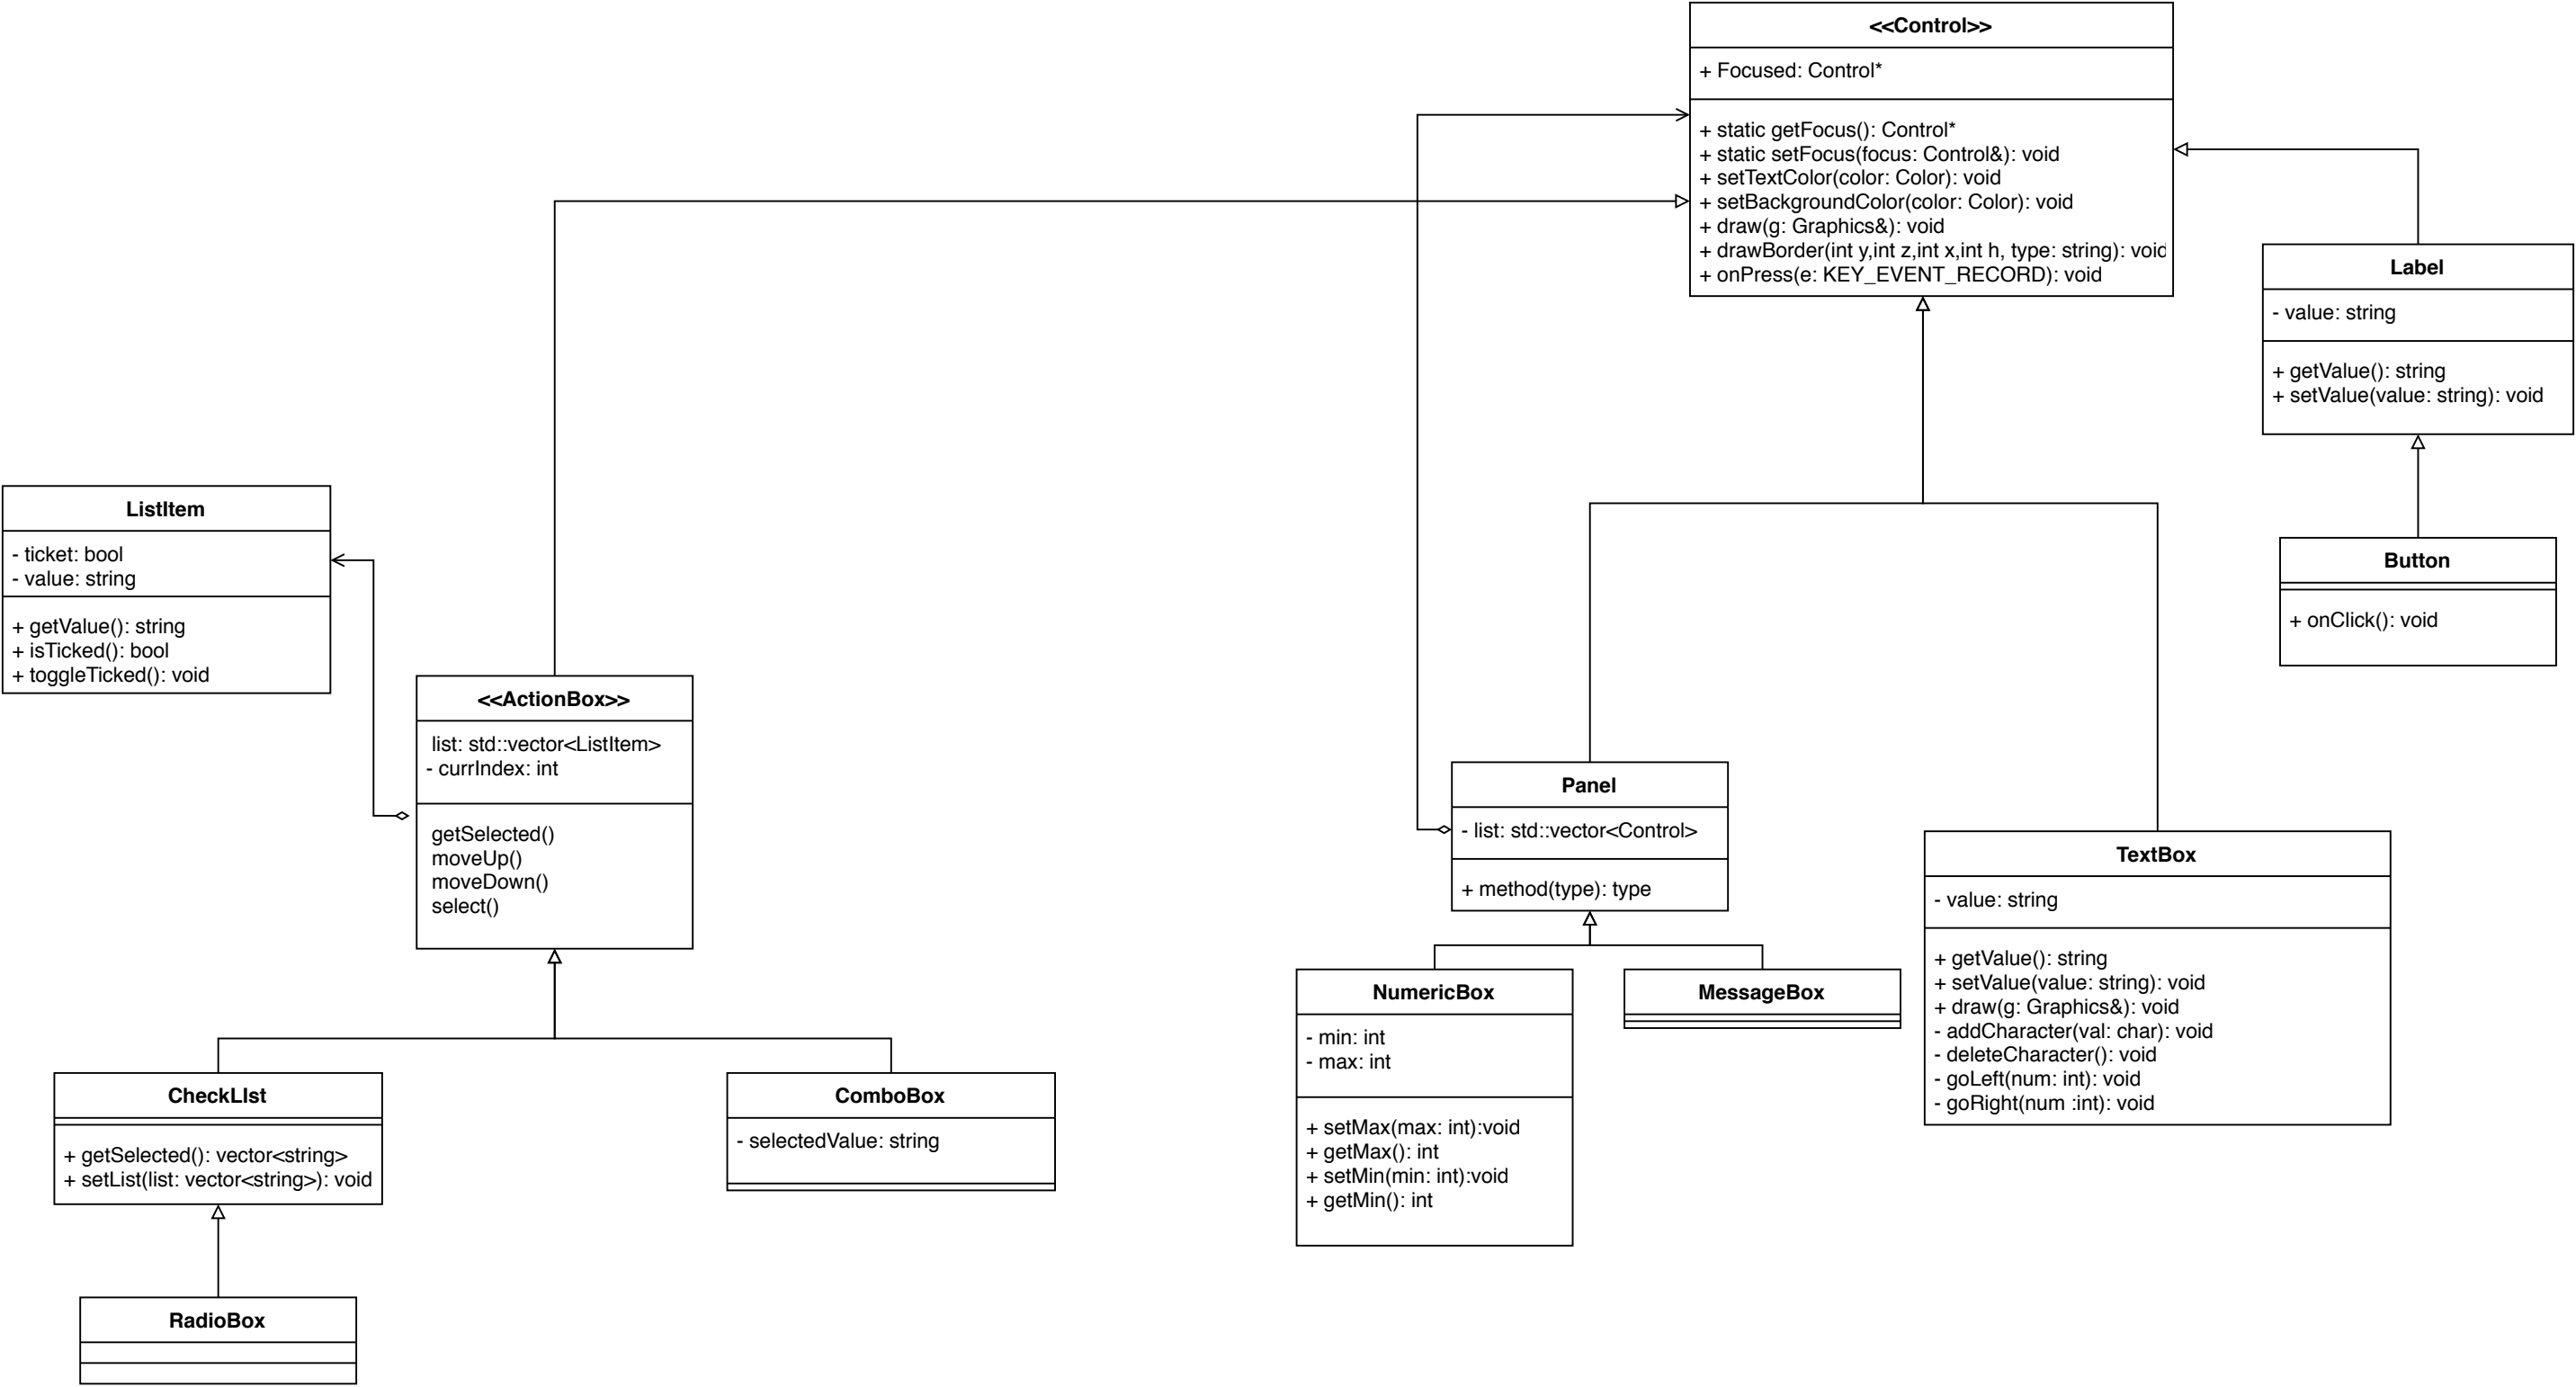 <<Control>>
+ Focused: Control*
+ static getFocus(): Control*
+ static setFocus(focus: Control&): void
+ setTextColor(color: Color): void
+ setBackgroundColor(color: Color): void
+ draw(g: Graphics&): void
+ drawBorder(int y,int z,int x,int h, type: string): void
+ onPress(e: KEY_EVENT_RECORD): void
Label
- value: string
+ getValue(): string
+ setValue(value: string): void
Button
+ onClick(): void
ListItem
- ticket: bool
- value: string
+ getValue(): string
+ isTicked(): bool
+ toggleTicked(): void
<<ActionBox>>
list: std::vector<ListItem>
- currIndex: int
getSelected()
moveUp()
moveDown()
select()
Panel
- list: std::vector<Control>
+ method(type): type
TextBox
- value: string
+ getValue(): string
+ setValue(value: string): void
+ draw(g: Graphics&): void
- addCharacter(val: char): void
- deleteCharacter(): void
- goLeft(num: int): void
- goRight(num :int): void
NumericBox
- min: int
- max: int
+ setMax(max: int):void
+ getMax(): int
+ setMin(min: int):void
+ getMin(): int
MessageBox
CheckLIst
+ getSelected(): vector<string>
+ setList(list: vector<string>): void
ComboBox
- selectedValue: string
RadioBox